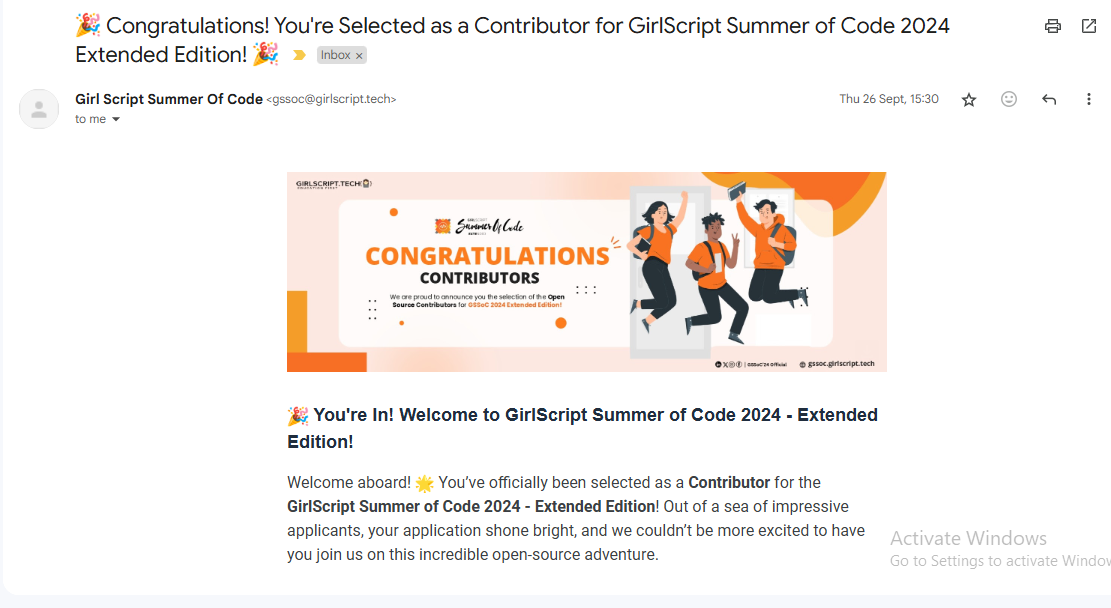 🎉 Congratulations! You're Selected as a Contributor for GirlScript Summer of Code 2024
Extended Edition! 🎉 Inbox ×
Girl Script Summer Of Code <gssoc@girlscript.tech>
Thu 26 Sept, 15:30
to me
GIRLSCRIPT.TECH
EDUCATION FIRST
GIRLSCRIPT
Summer Of Code
CONGRATULATIONS
CONTRIBUTORS
We are proud to announce you the selection of the Open
Source Contributors for GSSoC 2024 Extended Edition!
| GSSoC'24 Official
gssoc.girlscript.tech
🎉 You're In! Welcome to GirlScript Summer of Code 2024 - Extended
Edition!
Welcome aboard! 🌟 You’ve officially been selected as a Contributor for the
GirlScript Summer of Code 2024 - Extended Edition! Out of a sea of impressive
applicants, your application shone bright, and we couldn’t be more excited to have
you join us on this incredible open-source adventure.
Activate Windows
Go to Settings to activate Window